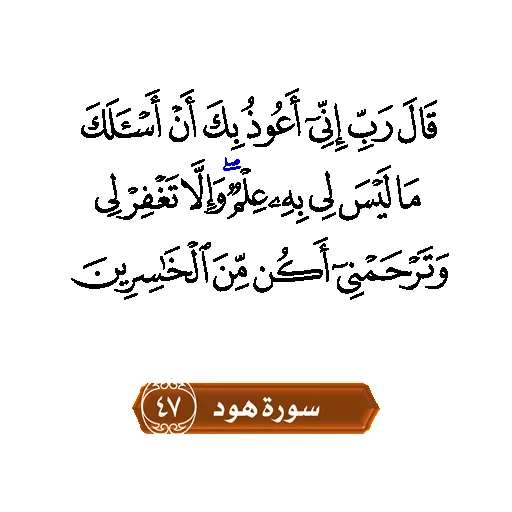 قَالَ رَبِّ إِنِّىٓ أَعُوذُ بِكَ أَنْ أَسْـَٔلَكَ
مَا لَيْسَ لِى بِهِۦ عِلْمٌۭ ۖ وَإِلَّا تَغْفِرْ لِى
وَتَرْحَمْنِىٓ أَكُن مِّنَ ٱلْخَٰسِرِينَ
سورة هود ٤٧